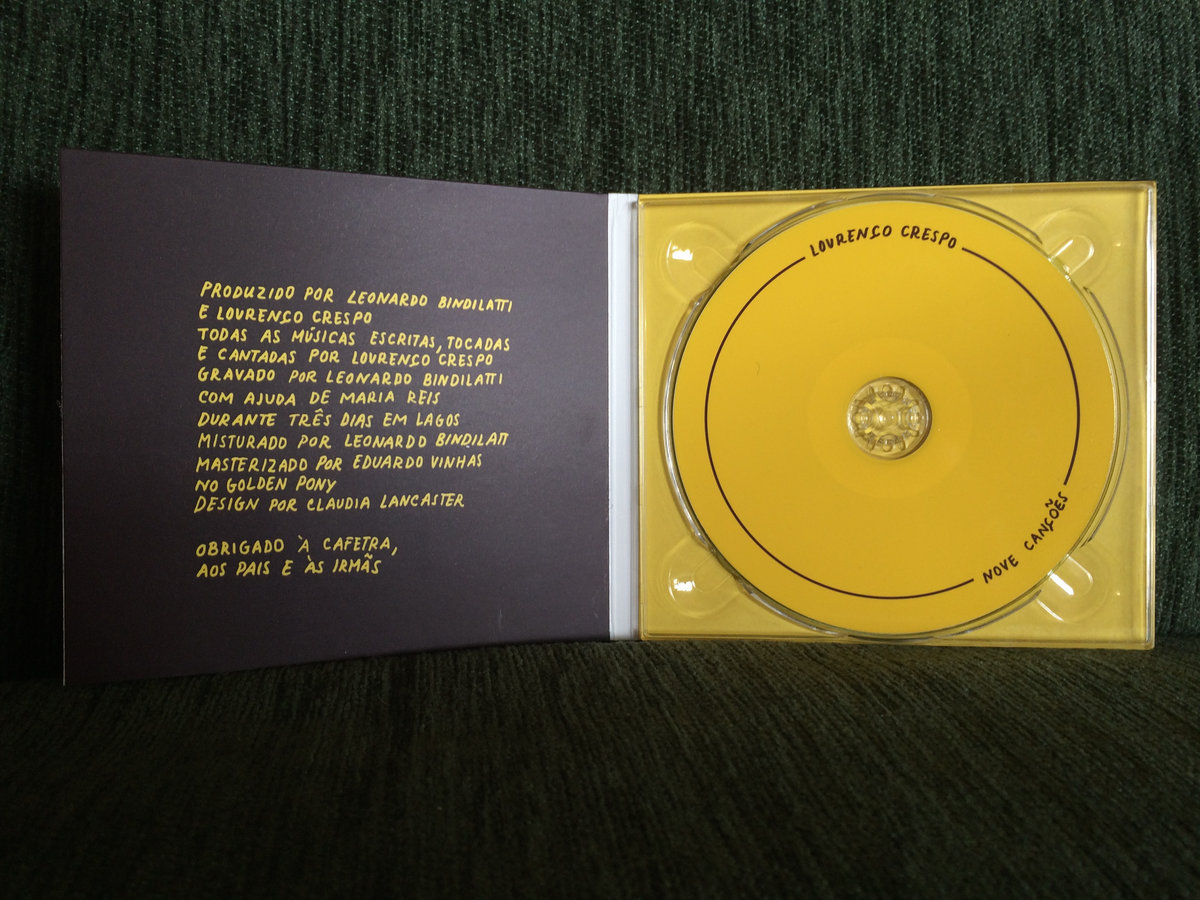 PRODUZIDO POR LEONARDO BINDILATTI
E LOURENÇO CRESPO
TODAS AS MÚSICAS ESCRITAS, TOCADAS
E CANTADAS POR LOURENÇO CRESPO
GRAVADO POR LEONARDO BINDILATTI
COM AJUDA DE MARIA REIS
DURANTE TRÊS DIAS EM LAGOS
MISTURADO POR LEONARDO BINDILATTI
MASTERIZADO POR EDUARDO VINHAS
NO GOLDEN PONY
DESIGN POR CLAUDIA LANCASTER
OBRIGADO À CAFETRA,
AOS PAIS E ÀS IRMÃS
LOURENÇO CRESPO
NOVE CANÇÕES